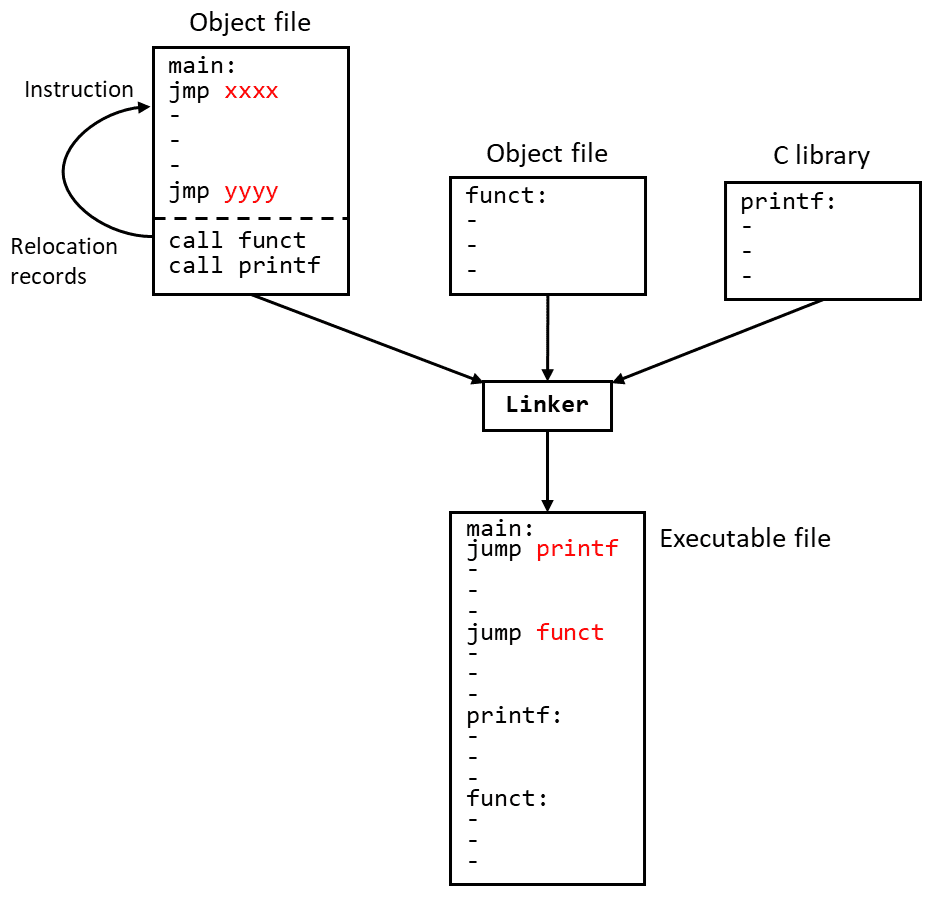 Object file
main:
jmp xxxx
-
-
-
jmp yyyy
call funct
call printf
Instruction
Relocation
records
Object file
funct:
-
-
-
C library
printf:
-
-
-
Linker
Executable file
main:
jump printf
-
-
-
jump funct
-
-
-
printf:
-
-
-
funct:
-
-
-